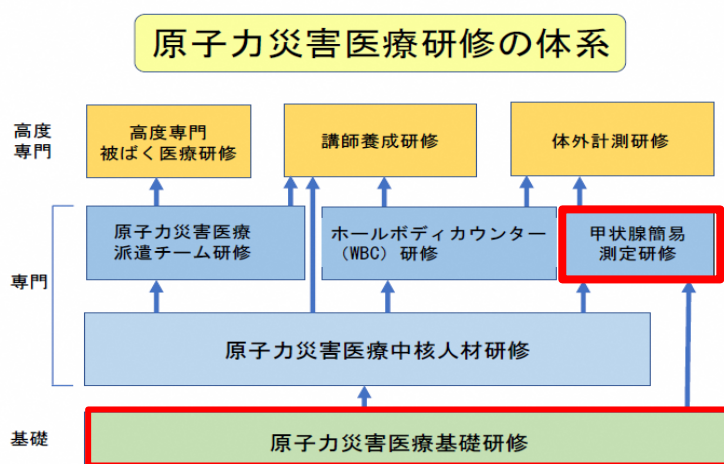 原子力災害医療研修の体系
高度
専門
高度専門
被ばく医療研修
講師養成研修
体外計測研修
専門
原子力災害医療
派遣チーム研修
ホールボディカウンター
（WBC）研修
甲状腺簡易
測定研修
原子力災害医療中核人材研修
基礎
原子力災害医療基礎研修